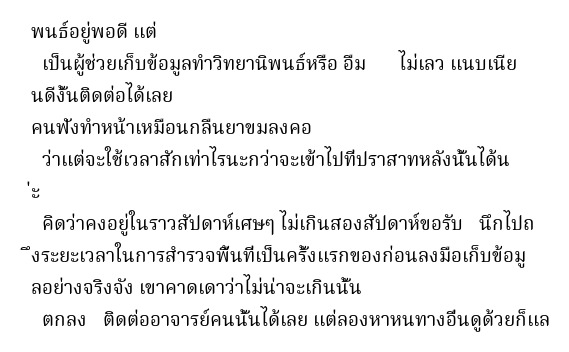 พนธ์อยู่พอดี แต่
เป็นผู้ช่วยเก็บข้อมูลทำวิทยานิพนธ์หรือ อืม ไม่เลว แนบเนีย
นดีงั้นติดต่อได้เลย
คนฟังทำหน้าเหมือนกลืนยาขมลงคอ
ว่าแต่จะใช้เวลาสักเท่าไรนะกว่าจะเข้าไปที่ปราสาทหลังนั้นได้น
่ะ
คิดว่าคงอยู่ในราวสัปดาห์เศษๆ ไม่เกินสองสัปดาห์ขอรับ นึกไปถ
ึงระยะเวลาในการสำรวจพื้นที่เป็นครั้งแรกของก่อนลงมือเก็บข้อมู
ลอย่างจริงจัง เขาคาดเดาว่าไม่น่าจะเกินนั้น
ตกลง ติดต่ออาจารย์คนนั้นได้เลย แต่ลองหาหนทางอื่นดูด้วยก็แล